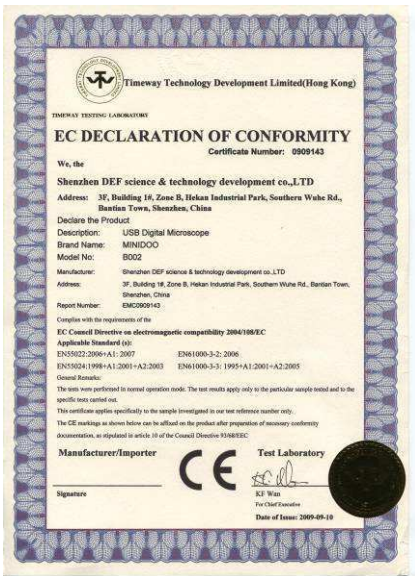 Timeway Technology Development Limited(Hong Kong)
TIMEWAY TESTING LABORATORY
EC DECLARATION OF CONFORMITY
Certificate Number: 0909143
We, the
Shenzhen DEF science & technology development co.,LTD
Address: 3F, Building 1#, Zone B, Hekan Industrial Park, Southern Wuhe Rd.,
Bantian Town, Shenzhen, China
Declare the Product
Description: USB Digital Microscope
Brand Name: MINIDOO
Model No: B002
Manufacturer: Shenzhen DEF science & technology development co.,LTD
Address: 3F, Building 1#, Zone B, Hekan Industrial Park, Southern Wuhe Rd., Bantian Town,
Shenzhen, China
Report Number: EMC0909143
Complies with the requirements of the
EC Council Directive on electromagnetic compatibility 2004/108/EC
Applicable Standard (s):
EN55022:2006+A1: 2007 EN61000-3-2: 2006
EN55024:1998+A1:2001+A2:2003 EN61000-3-3: 1995+A1:2001+A2:2005
General Remarks:
The tests were performed in normal operation mode. The test results apply only to the particular sample tested and to the
specific tests carried out.
This certificate applies specifically to the sample investigated in our test reference number only.
The CE markings as shown below can be affixed on the product after preparation of necessary conformity
documentation, as stipulated in article 10 of the Council Directive 93/68/EEC
Manufacturer/Importer CE Test Laboratory
Signature KF Wan
For Chief Executive
Date of Issue: 2009-09-10